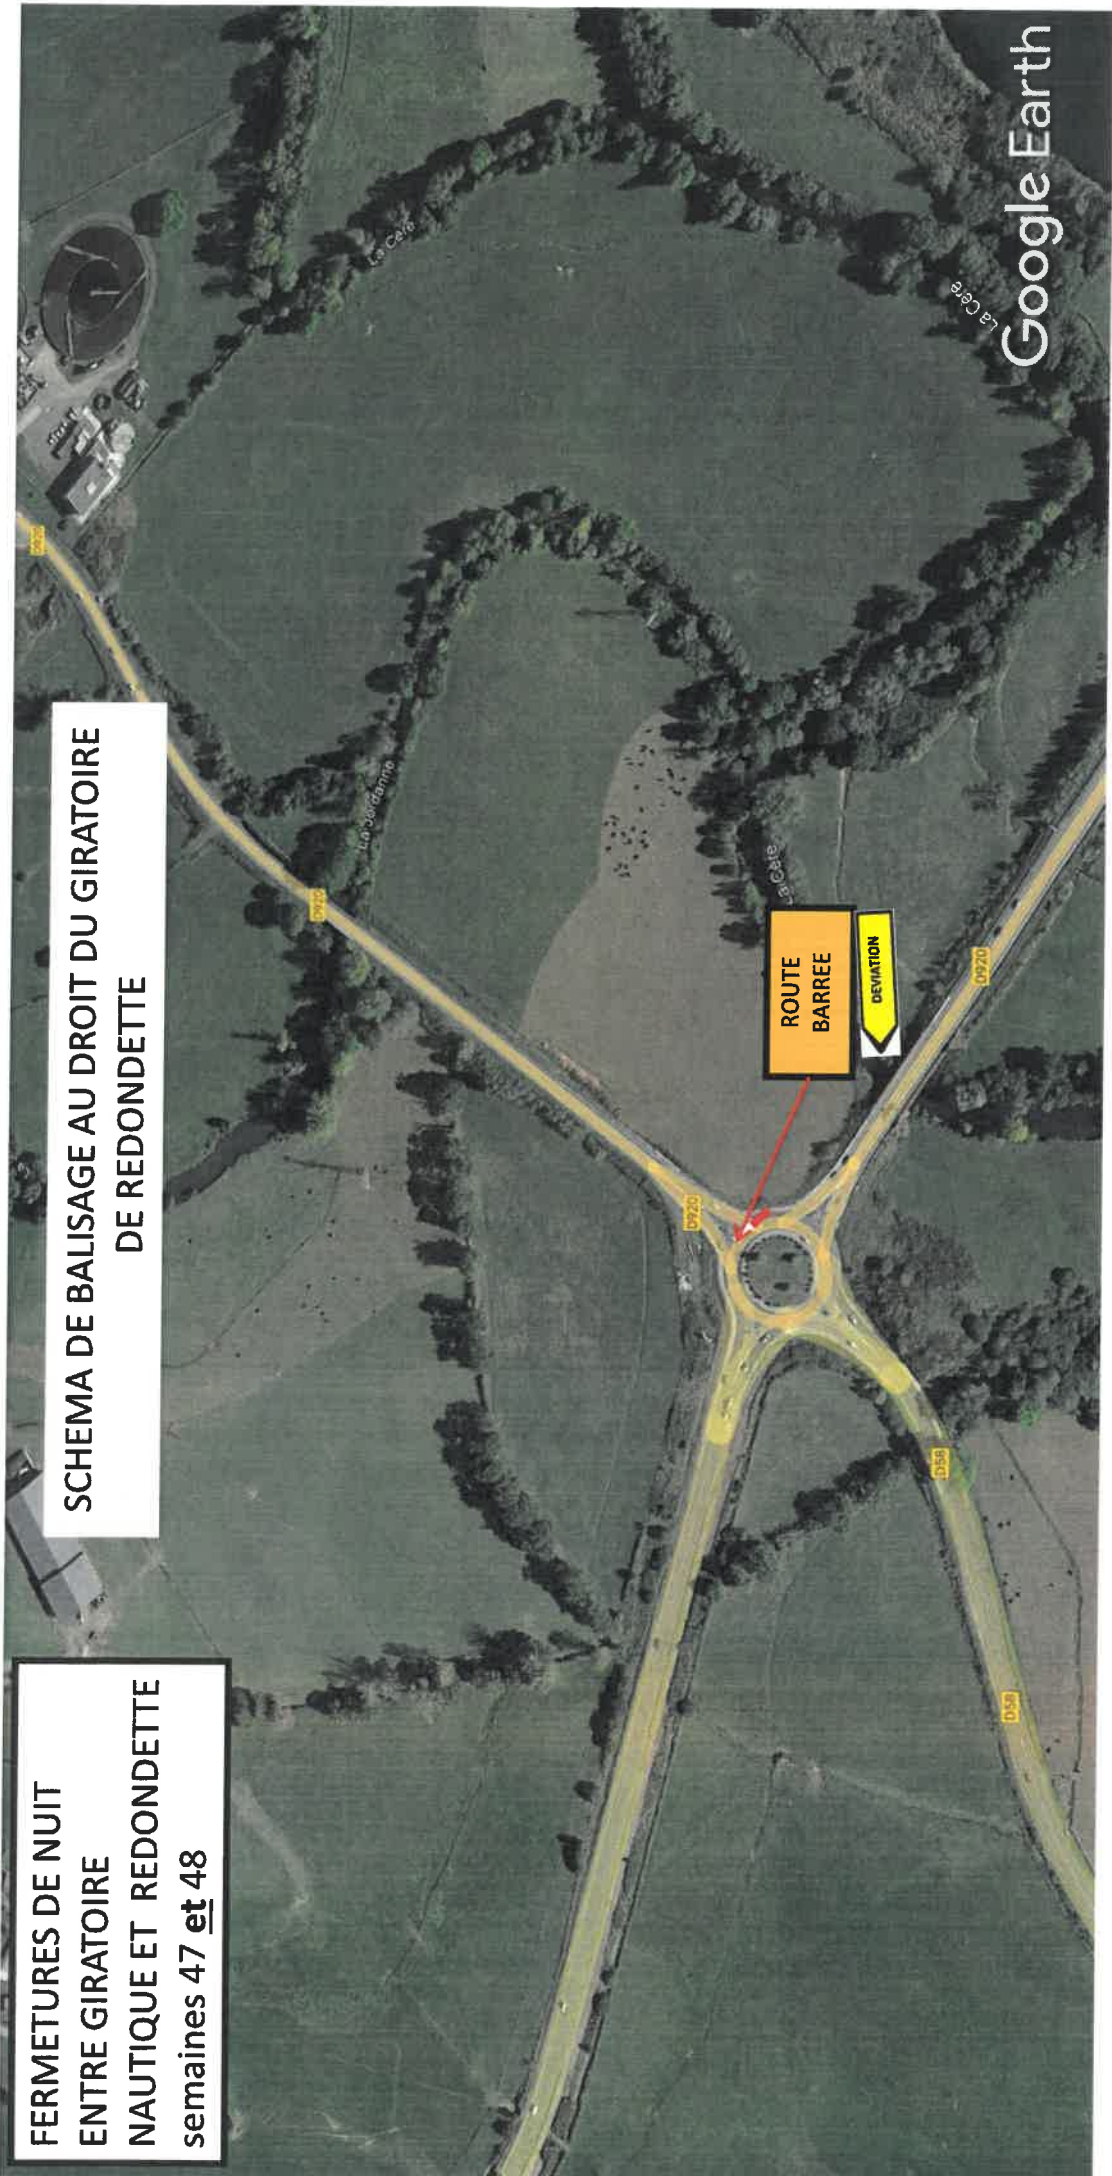 FERMETURES DE NUIT
ENTRE GIRATOIRE
NAUTIQUE ET REDONDETTE
semaines 47 et 48
SCHEMA DE BALISAGE AU DROIT DU GIRATOIRE
DE REDONDETTE
D920
D920
La Cère
La Jordanne
D920
La Cère
ROUTE
BARREE
DEVIATION
La Cère
D920
D58
D58
Google Earth